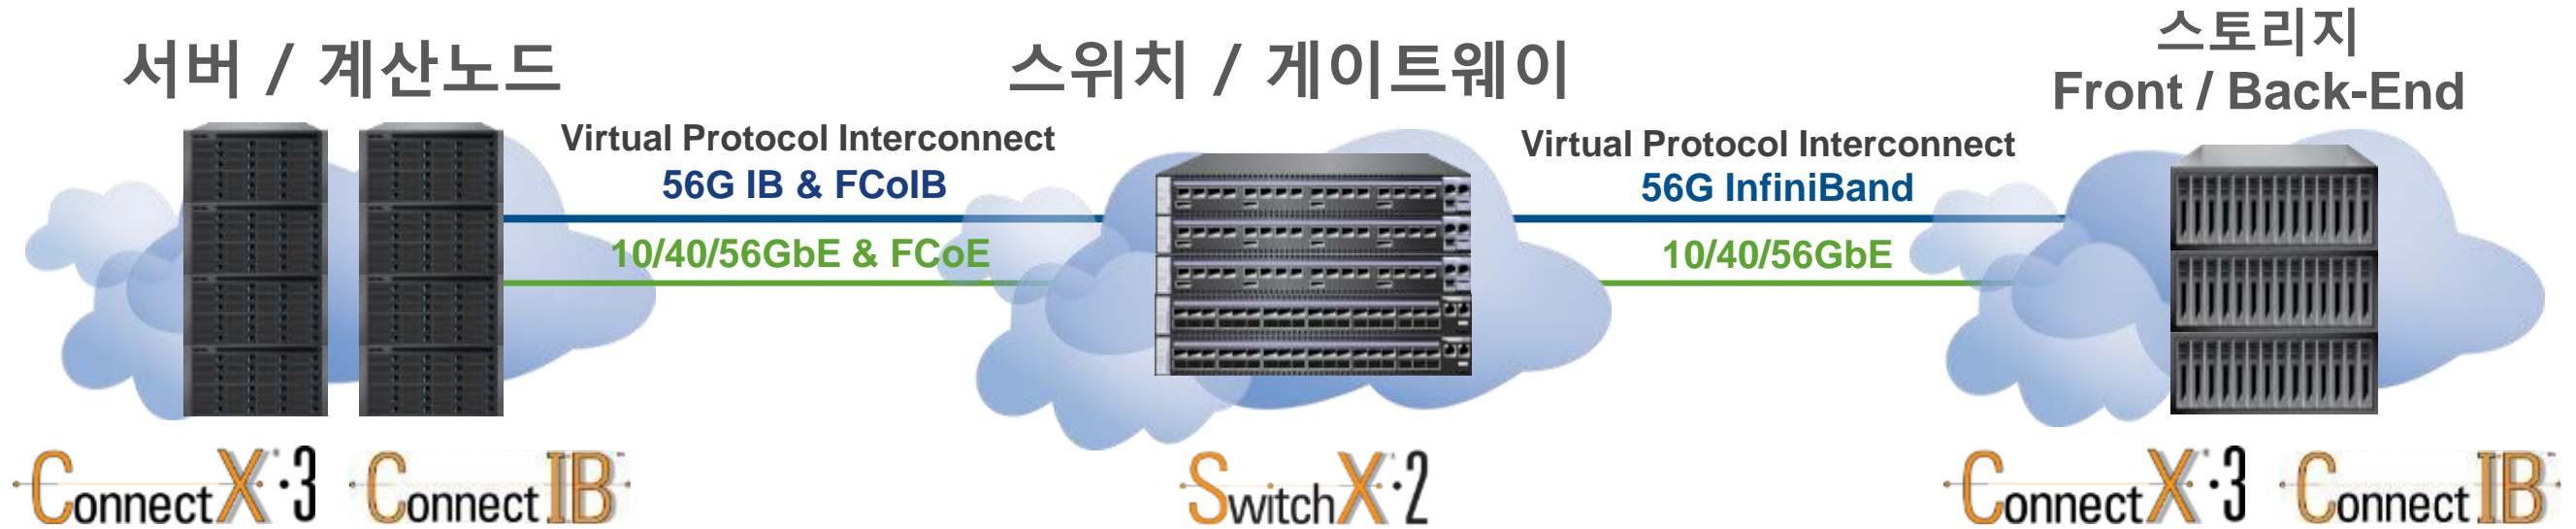 서버 / 계산노드
스위치 / 게이트웨이
스토리지
Front / Back-End
Virtual Protocol Interconnect
56G IB & FCoIB
10/40/56GbE & FCoE
Virtual Protocol Interconnect
56G InfiniBand
10/40/56GbE
ConnectX·3
ConnectIB
SwitchX·2
ConnectX·3
ConnectIB